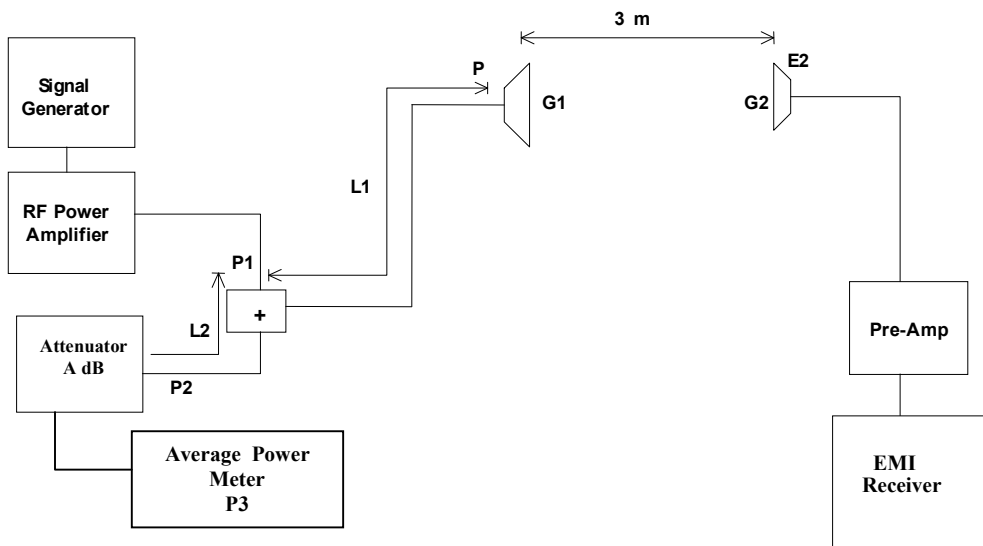 3 m
P
E2
G1
G2
Signal
Generator
L1
RF Power
Amplifier
P1
+
L2
Attenuator
A dB
P2
Pre-Amp
Average Power
Meter
P3
EMI
Receiver